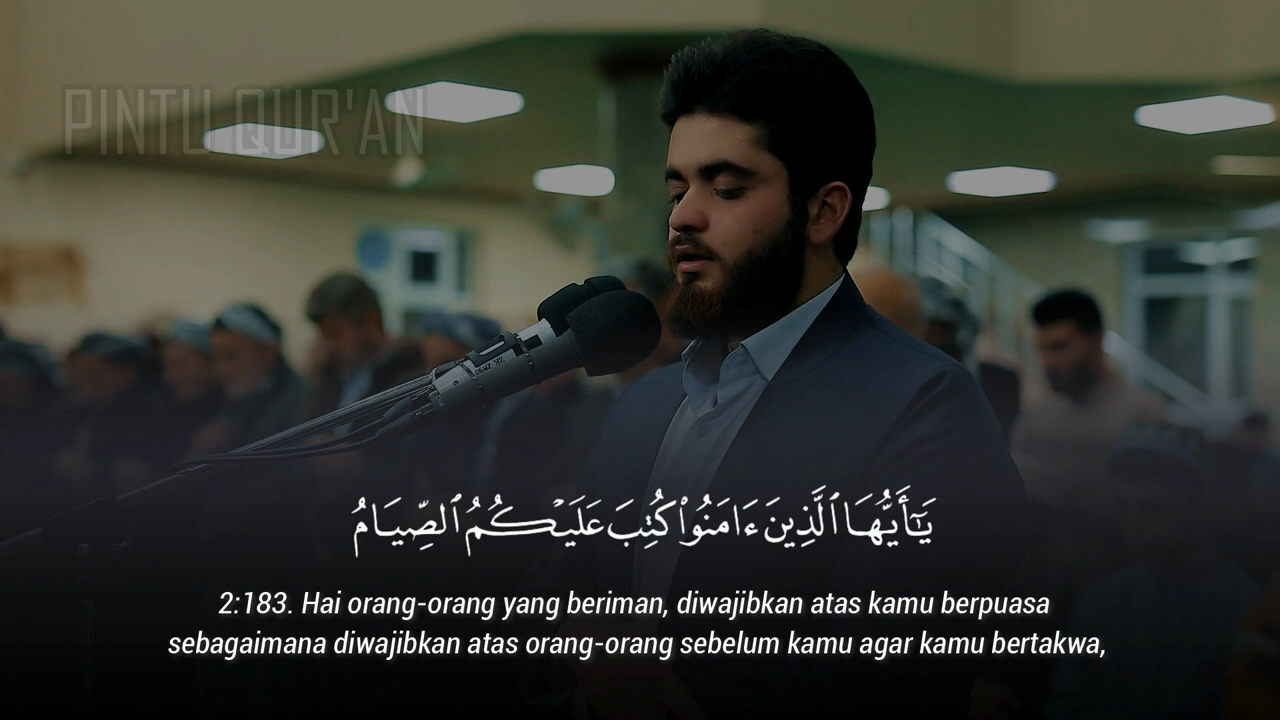 PINTU QUR'AN
يَٰٓأَيُّهَا ٱلَّذِينَ ءَامَنُوا۟ كُتِبَ عَلَيْكُمُ ٱلصِّيَامُ
2:183. Hai orang-orang yang beriman, diwajibkan atas kamu berpuasa
sebagaimana diwajibkan atas orang-orang sebelum kamu agar kamu bertakwa,